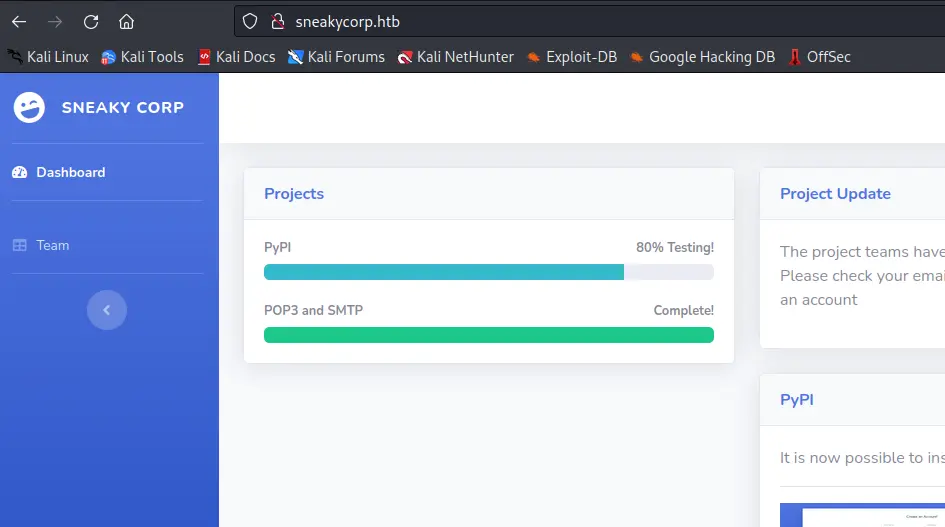 sneakycorp.htb
Kali Linux Kali Tools Kali Docs Kali Forums Kali NetHunter Exploit-DB Google Hacking DB OffSec
SNEAKY CORP
Dashboard
Team
Projects
PyPI 80% Testing!
POP3 and SMTP Complete!
Project Update
The project teams have
Please check your emai
an account
PyPI
It is now possible to ins